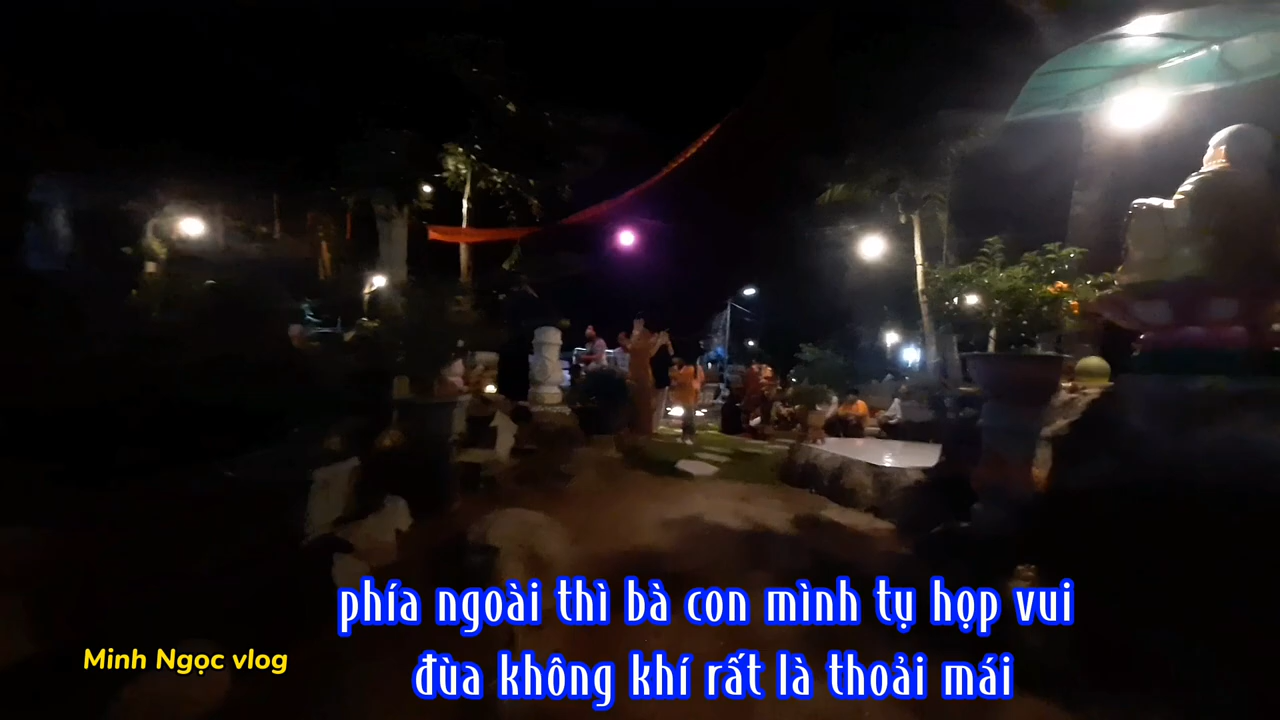 phía ngoài thì bà con mình tụ họp vui
đùa không khí rất là thoải mái
Minh Ngọc vlog